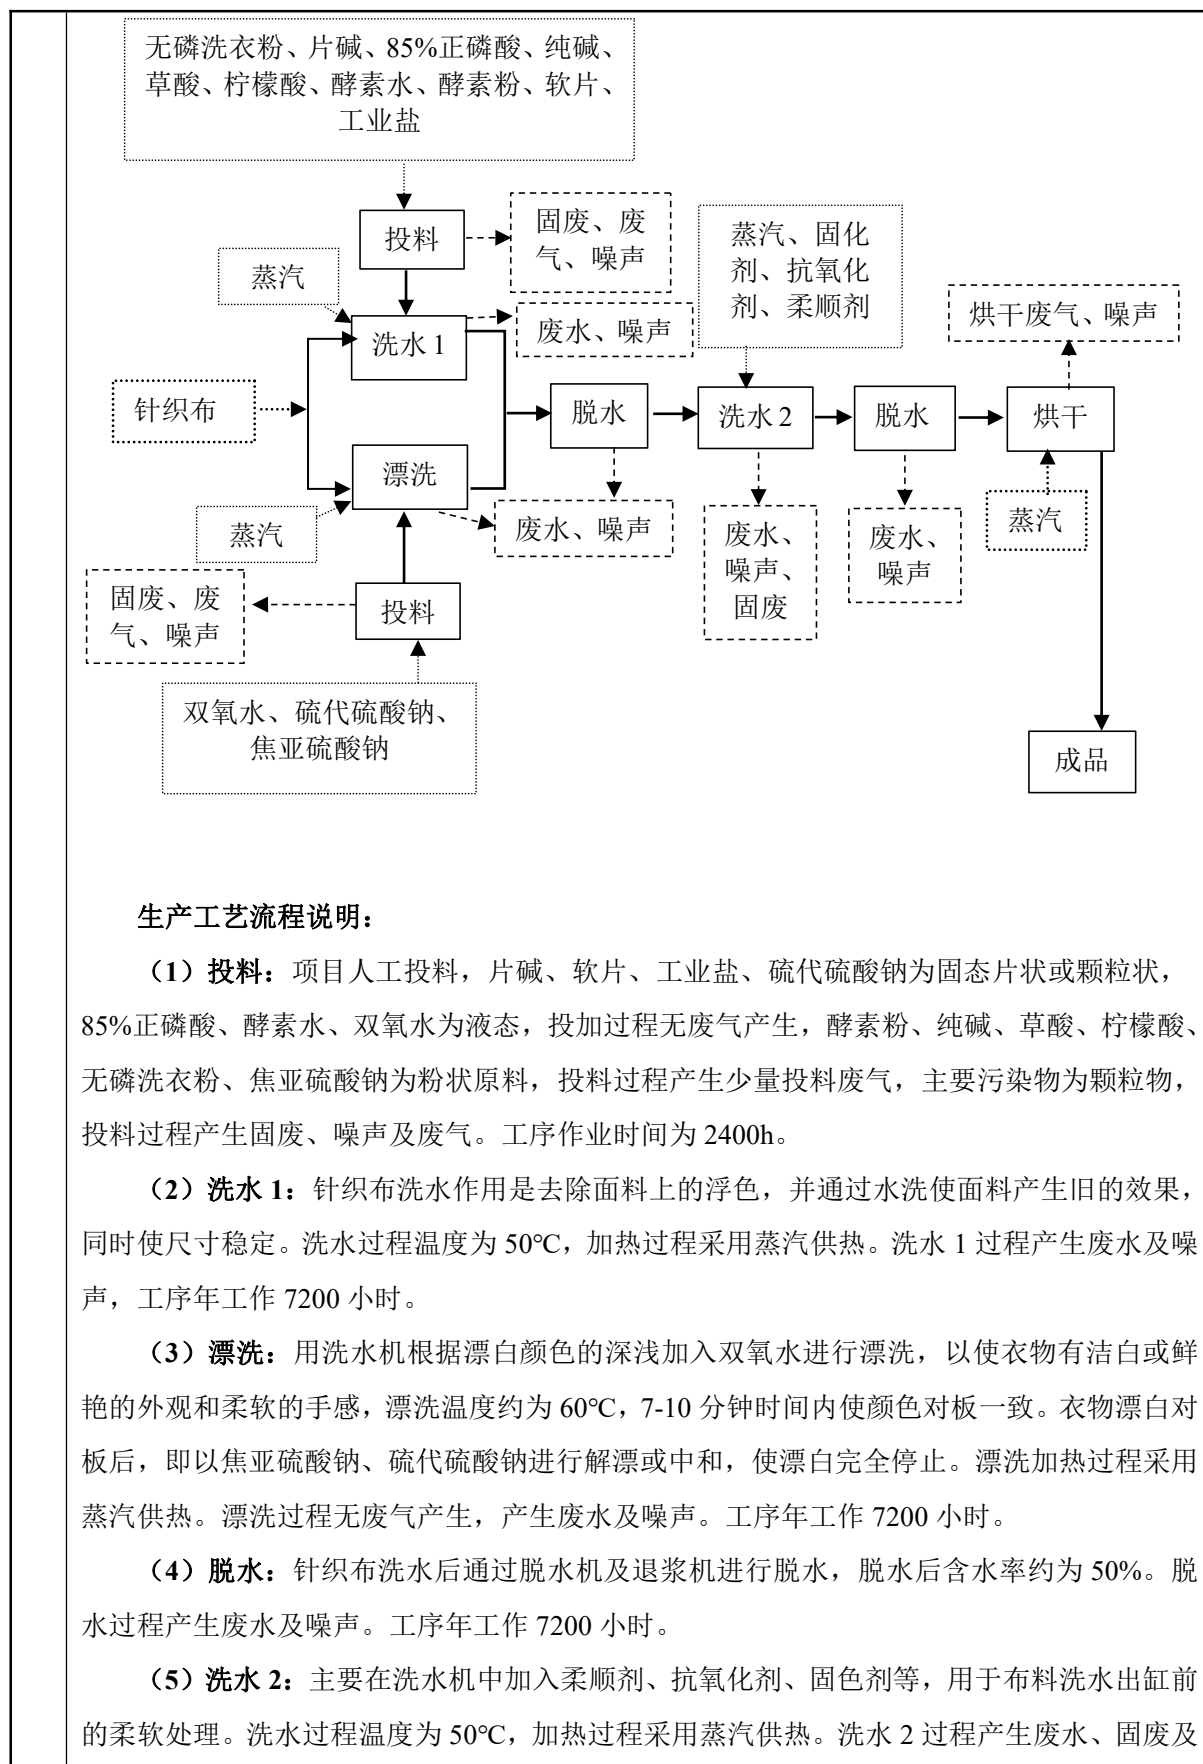 无磷洗衣粉、片碱、85%正磷酸、纯碱、
草酸、柠檬酸、酵素水、酵素粉、软片、
工业盐
投料
固废、废
气、噪声
蒸汽、固化
剂、抗氧化
剂、柔顺剂
蒸汽
洗水 1
废水、噪声
烘干废气、噪声
针织布
脱水
洗水 2
脱水
烘干
漂洗
蒸汽
废水、噪声
废水、
噪声、
固废
废水、
噪声
蒸汽
固废、废
气、噪声
投料
双氧水、硫代硫酸钠、
焦亚硫酸钠
成品
生产工艺流程说明：
（1）投料：项目人工投料，片碱、软片、工业盐、硫代硫酸钠为固态片状或颗粒状，
85%正磷酸、酵素水、双氧水为液态，投加过程无废气产生，酵素粉、纯碱、草酸、柠檬酸、
无磷洗衣粉、焦亚硫酸钠为粉状原料，投料过程产生少量投料废气，主要污染物为颗粒物，
投料过程产生固废、噪声及废气。工序作业时间为 2400h。
（2）洗水 1：针织布洗水作用是去除面料上的浮色，并通过水洗使面料产生旧的效果，
同时使尺寸稳定。洗水过程温度为 50℃，加热过程采用蒸汽供热。洗水 1 过程产生废水及噪
声，工序年工作 7200 小时。
（3）漂洗：用洗水机根据漂白颜色的深浅加入双氧水进行漂洗，以使衣物有洁白或鲜
艳的外观和柔软的手感，漂洗温度约为 60℃，7-10 分钟时间内使颜色对板一致。衣物漂白对
板后，即以焦亚硫酸钠、硫代硫酸钠进行解漂或中和，使漂白完全停止。漂洗加热过程采用
蒸汽供热。漂洗过程无废气产生，产生废水及噪声。工序年工作 7200 小时。
（4）脱水：针织布洗水后通过脱水机及退浆机进行脱水，脱水后含水率约为 50%。脱
水过程产生废水及噪声。工序年工作 7200 小时。
（5）洗水 2：主要在洗水机中加入柔顺剂、抗氧化剂、固色剂等，用于布料洗水出缸前
的柔软处理。洗水过程温度为 50℃，加热过程采用蒸汽供热。洗水 2 过程产生废水、固废及